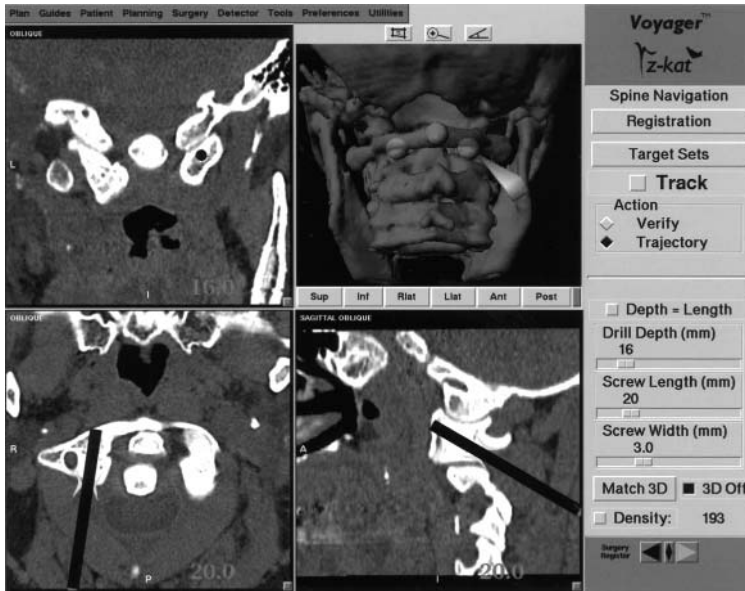 Plan Guides Patient Planning Surgery Detector Tools Preferences Utilities
OBLIQUE
L
16.0
I
Sup Inf Rlat Llat Ant Post
OBLIQUE
R
20.0
P
SAGITTAL OBLIQUE
A
20.0
I
Voyager™
z-kat
Spine Navigation
Registration
Target Sets
Track
Action
Verify
Trajectory
Depth = Length
Drill Depth (mm)
16
Screw Length (mm)
20
Screw Width (mm)
3.0
Match 3D 3D Off
Density: 193
Surgery
Register